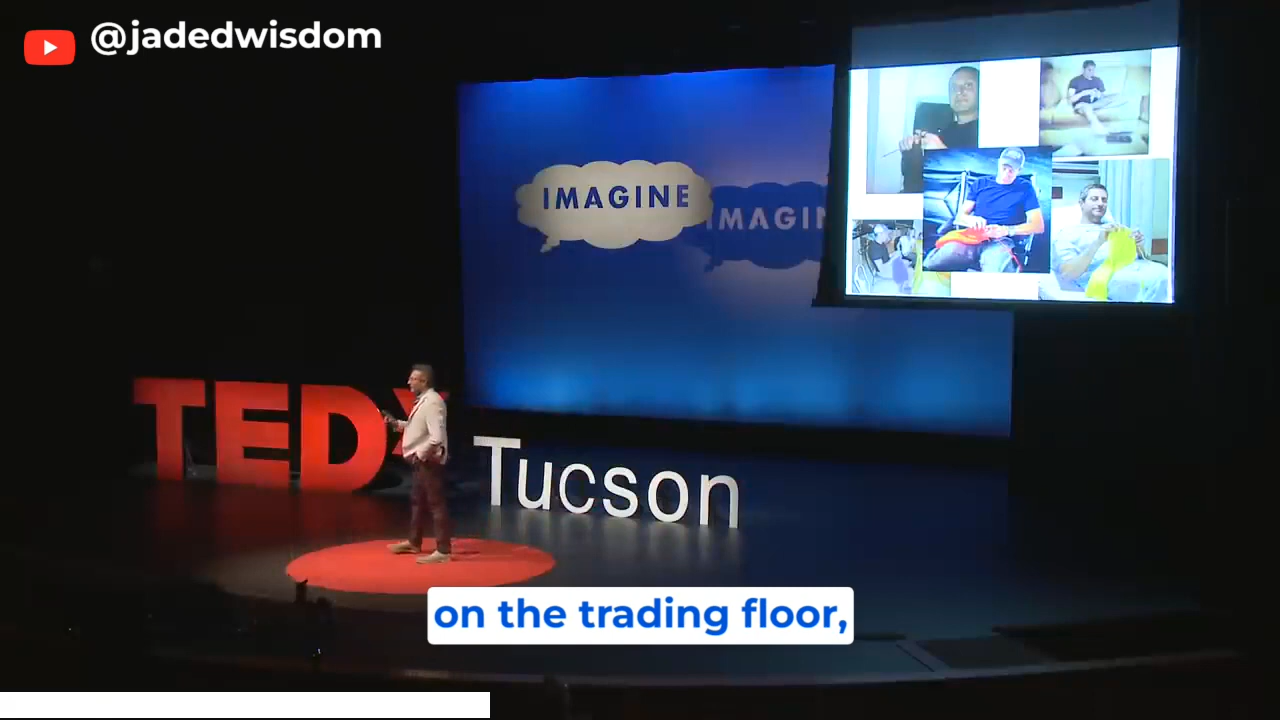 @jadedwisdom
IMAGINE
IMAGIN
TEDx
Tucson
on the trading floor,